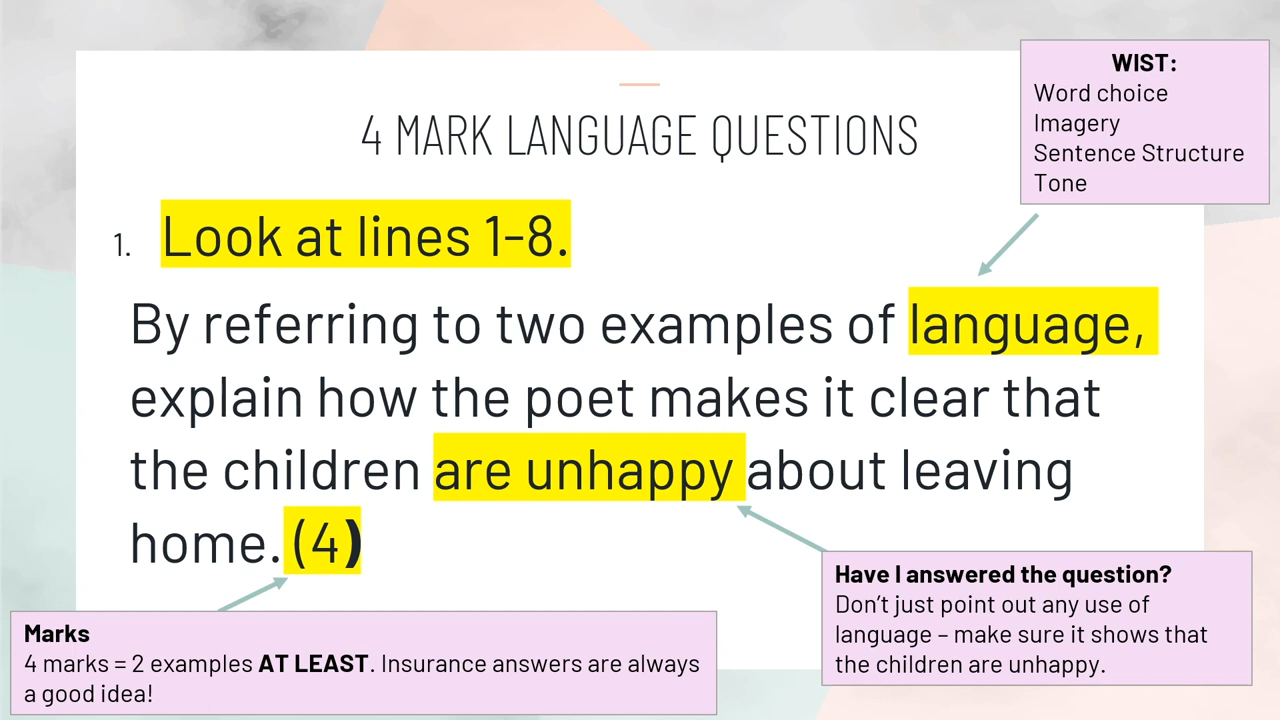 4 MARK LANGUAGE QUESTIONS
WIST:
Word choice
Imagery
Sentence Structure
Tone
1. Look at lines 1-8.
By referring to two examples of language,
explain how the poet makes it clear that
the children are unhappy about leaving
home. (4)
Have I answered the question?
Don’t just point out any use of
language – make sure it shows that
the children are unhappy.
Marks
4 marks = 2 examples AT LEAST. Insurance answers are always
a good idea!